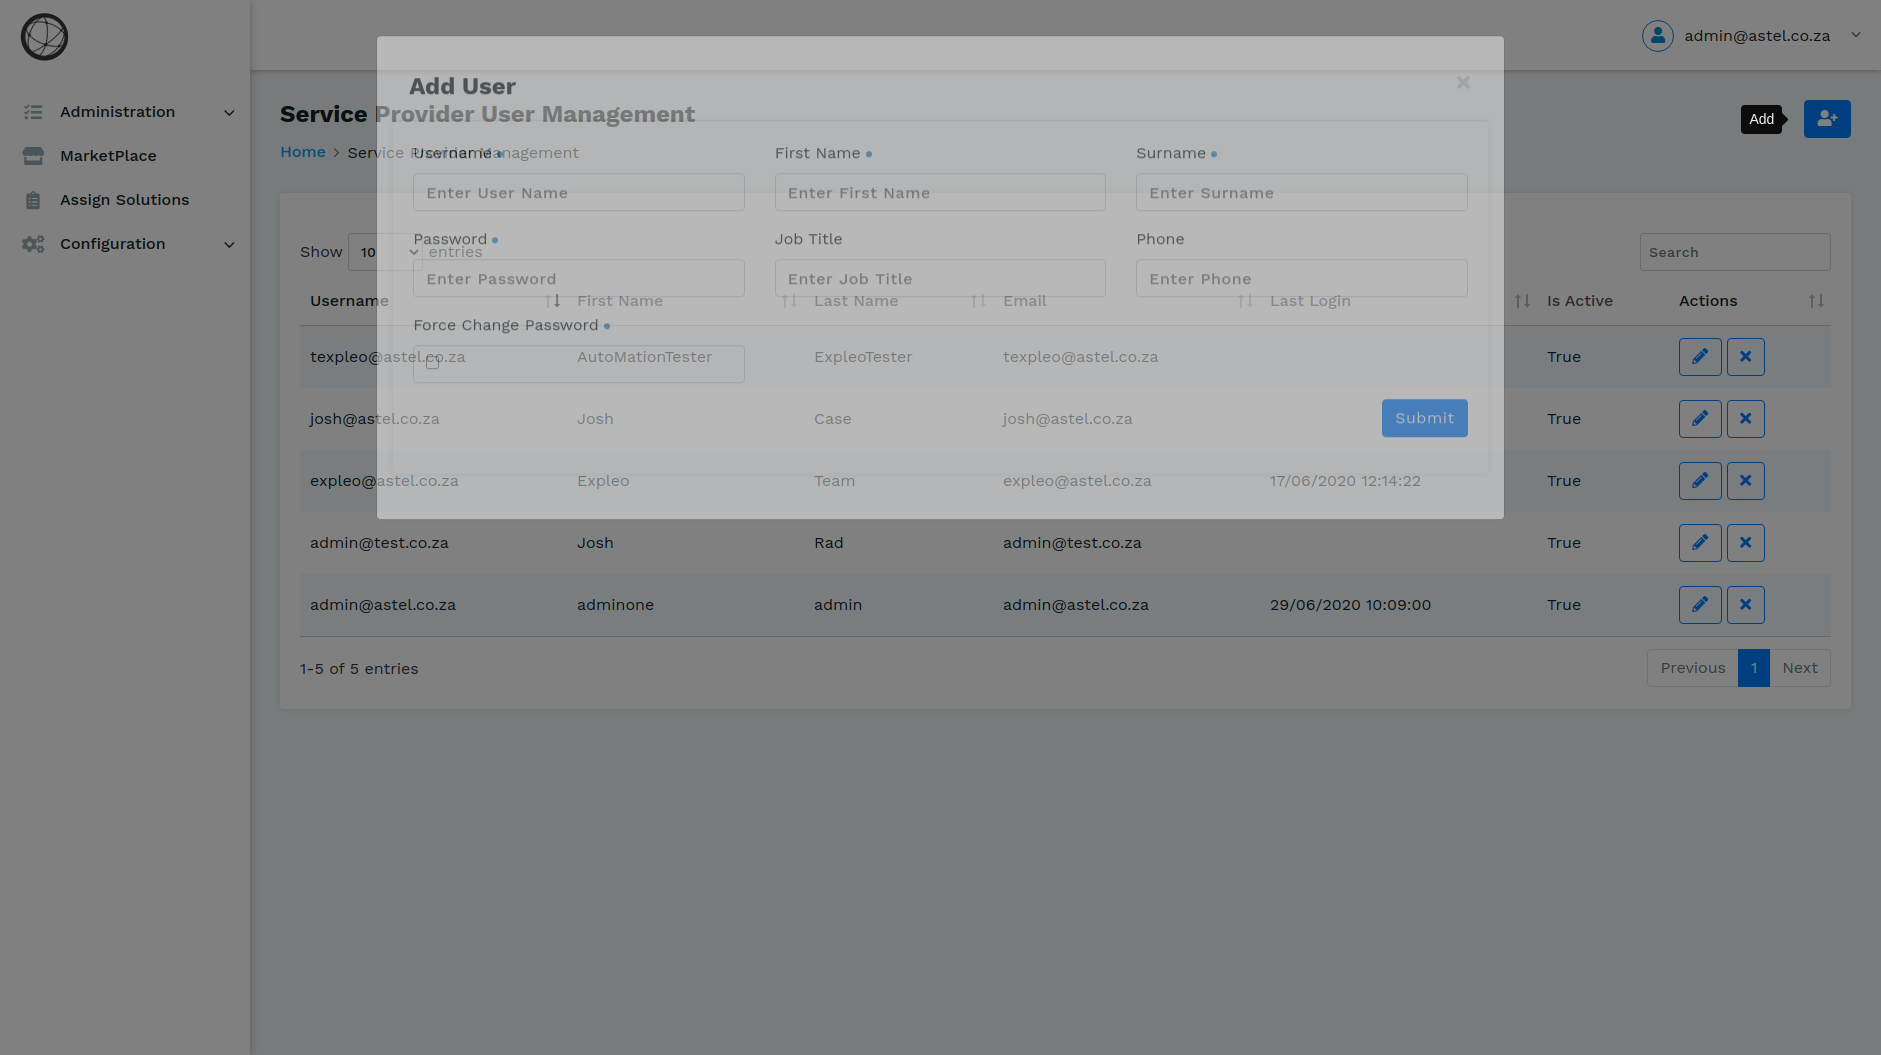 admin@astel.co.za
Administration
MarketPlace
Assign Solutions
Configuration
Add User
×
Service Provider User Management
Add
Home > Service Provider Management
Username First Name Surname
Enter User Name Enter First Name Enter Surname
Password Job Title Phone
Show 10 entries
Search
Enter Password Enter Job Title Enter Phone
Username First Name Last Name Email Last Login Is Active Actions
Force Change Password
texpleo@astel.co.za AutoMationTester ExpleoTester texpleo@astel.co.za True
josh@astel.co.za Josh Case josh@astel.co.za True
Submit
expleo@astel.co.za Expleo Team expleo@astel.co.za 17/06/2020 12:14:22 True
admin@test.co.za Josh Rad admin@test.co.za True
admin@astel.co.za adminone admin admin@astel.co.za 29/06/2020 10:09:00 True
1-5 of 5 entries
Previous 1 Next